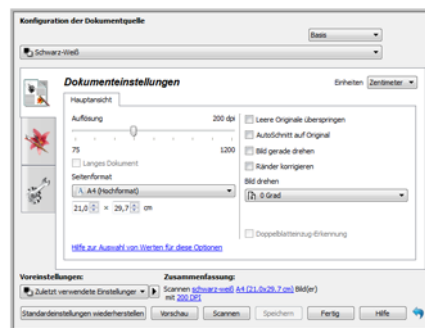 Konfiguration der Dokumentquelle
Basis
Schwarz-Weiß
Dokumenteinstellungen
Einheiten Zentimeter
Hauptansicht
Auflösung 200 dpi
75 1200
Langes Dokument
Seitenformat
A4 (Hochformat)
21,0 × 29,7 cm
Leere Originale überspringen
AutoSchnitt auf Original
Bild gerade drehen
Ränder korrigieren
Bild drehen
0 Grad
Doppelblatteinzug-Erkennung
Hilfe zur Auswahl von Werten für diese Optionen
Voreinstellungen:
Zuletzt verwendete Einstellunger
Zusammenfassung:
Scannen schwarz-weiß A4 (21.0x29.7 cm) Bild(er)
mit 200 DPI
Standardeinstellungen wiederherstellen Vorschau Scannen Speichern Fertig Hilfe